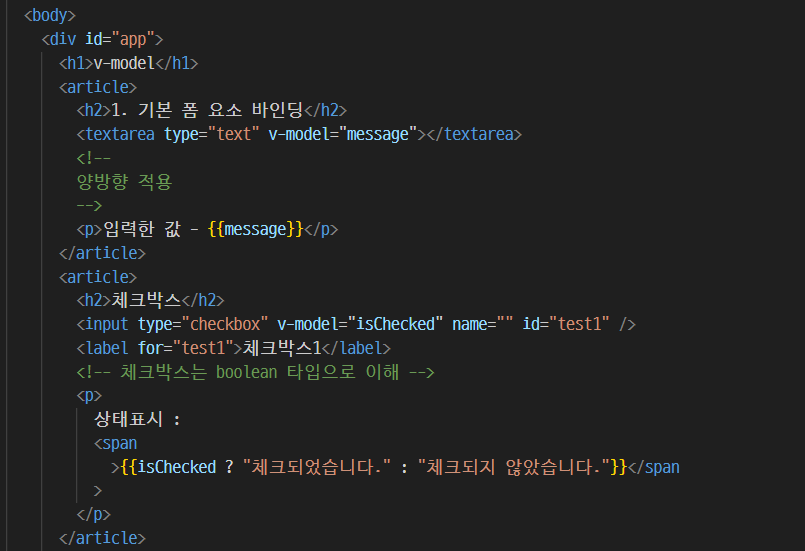 <body>
<div id="app">
<h1>v-model</h1>
<article>
<h2>1. 기본 폼 요소 바인딩</h2>
<textarea type="text" v-model="message"></textarea>
<!--
양방향 적용
-->
<p>입력한 값 - {{message}}</p>
</article>
<article>
<h2>체크박스</h2>
<input type="checkbox" v-model="isChecked" name="" id="test1" />
<label for="test1">체크박스1</label>
<!-- 체크박스는 boolean 타입으로 이해 -->
<p>
상태표시 :
<span
>{{isChecked ? "체크되었습니다." : "체크되지 않았습니다."}}</span
>
</p>
</article>